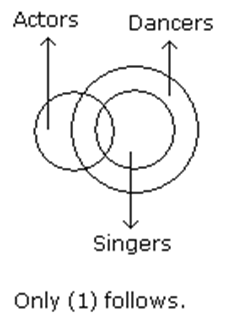 Actors
Dancers
Singers
Only (1) follows.